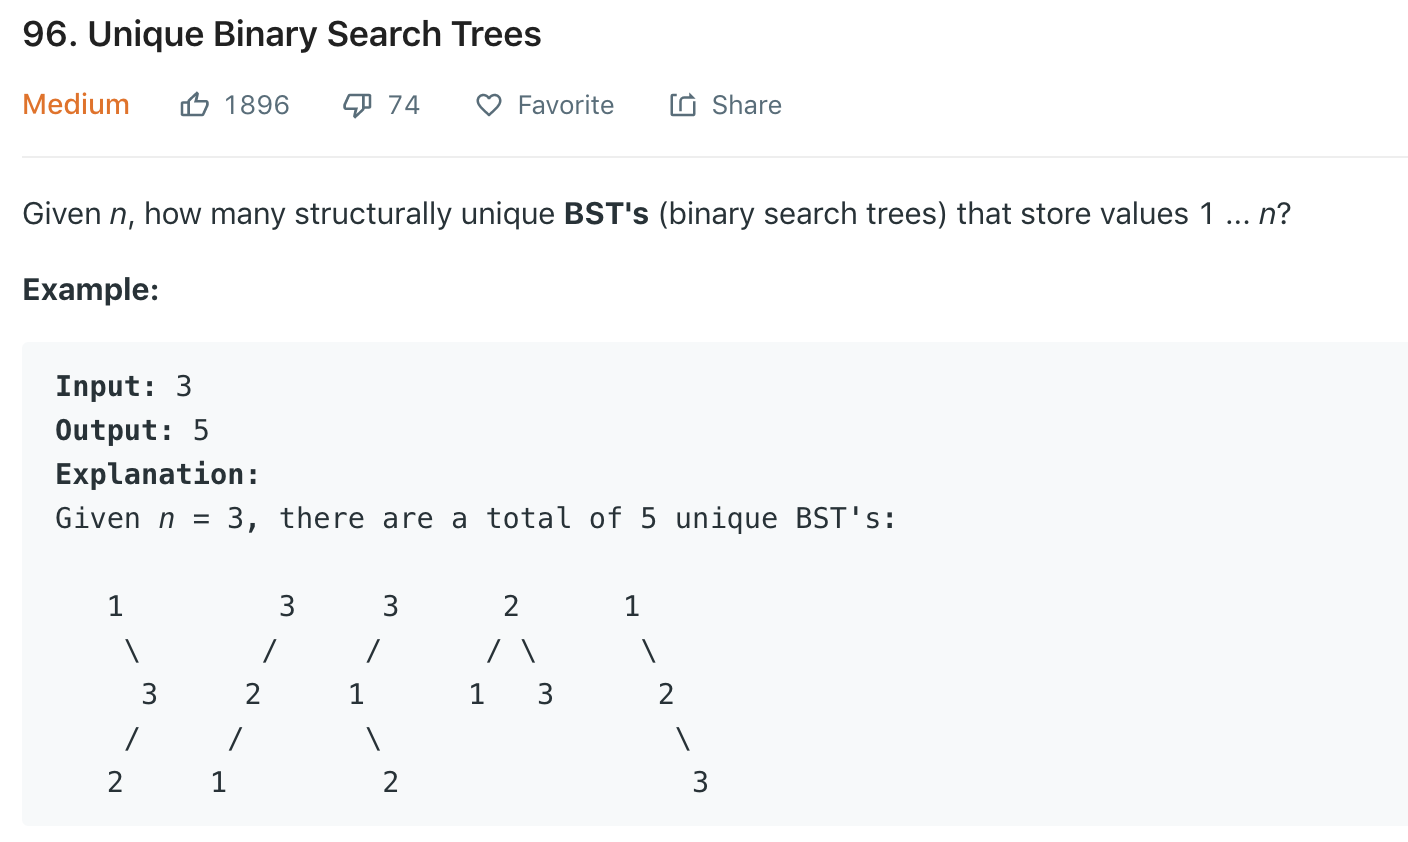 96. Unique Binary Search Trees
Medium 1896 74 Favorite Share
Given n, how many structurally unique BST's (binary search trees) that store values 1 ... n?
Example:
Input: 3
Output: 5
Explanation:
Given n = 3, there are a total of 5 unique BST's:
   1         3     3      2      1
    \       /     /      / \      \
     3     2     1      1   3      2
    /     /       \                 \
   2     1         2                 3